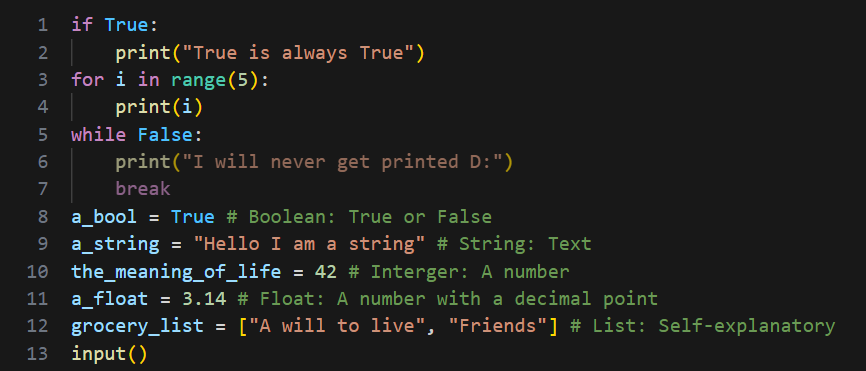 1 if True:
2     print("True is always True")
3 for i in range(5):
4     print(i)
5 while False:
6     print("I will never get printed D:")
7     break
8 a_bool = True # Boolean: True or False
9 a_string = "Hello I am a string" # String: Text
10 the_meaning_of_life = 42 # Interger: A number
11 a_float = 3.14 # Float: A number with a decimal point
12 grocery_list = ["A will to live", "Friends"] # List: Self-explanatory
13 input()